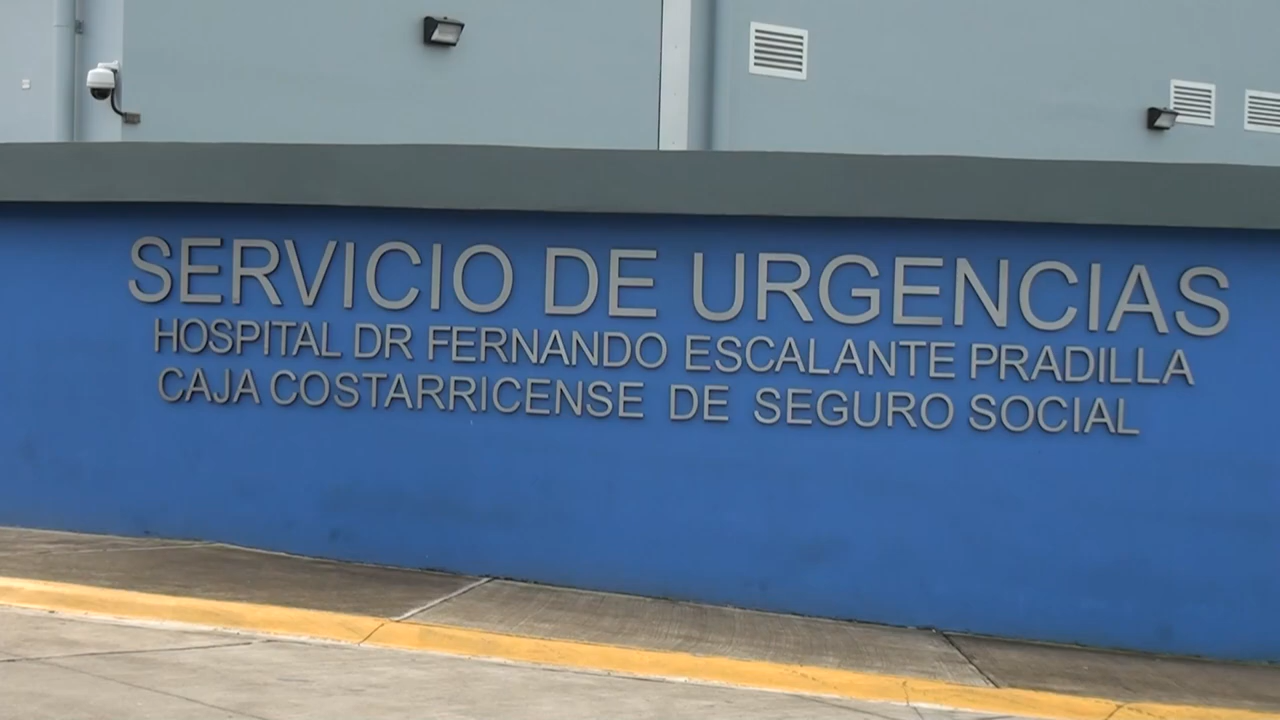 SERVICIO DE URGENCIAS
HOSPITAL DR FERNANDO ESCALANTE PRADILLA
CAJA COSTARRICENSE DE SEGURO SOCIAL